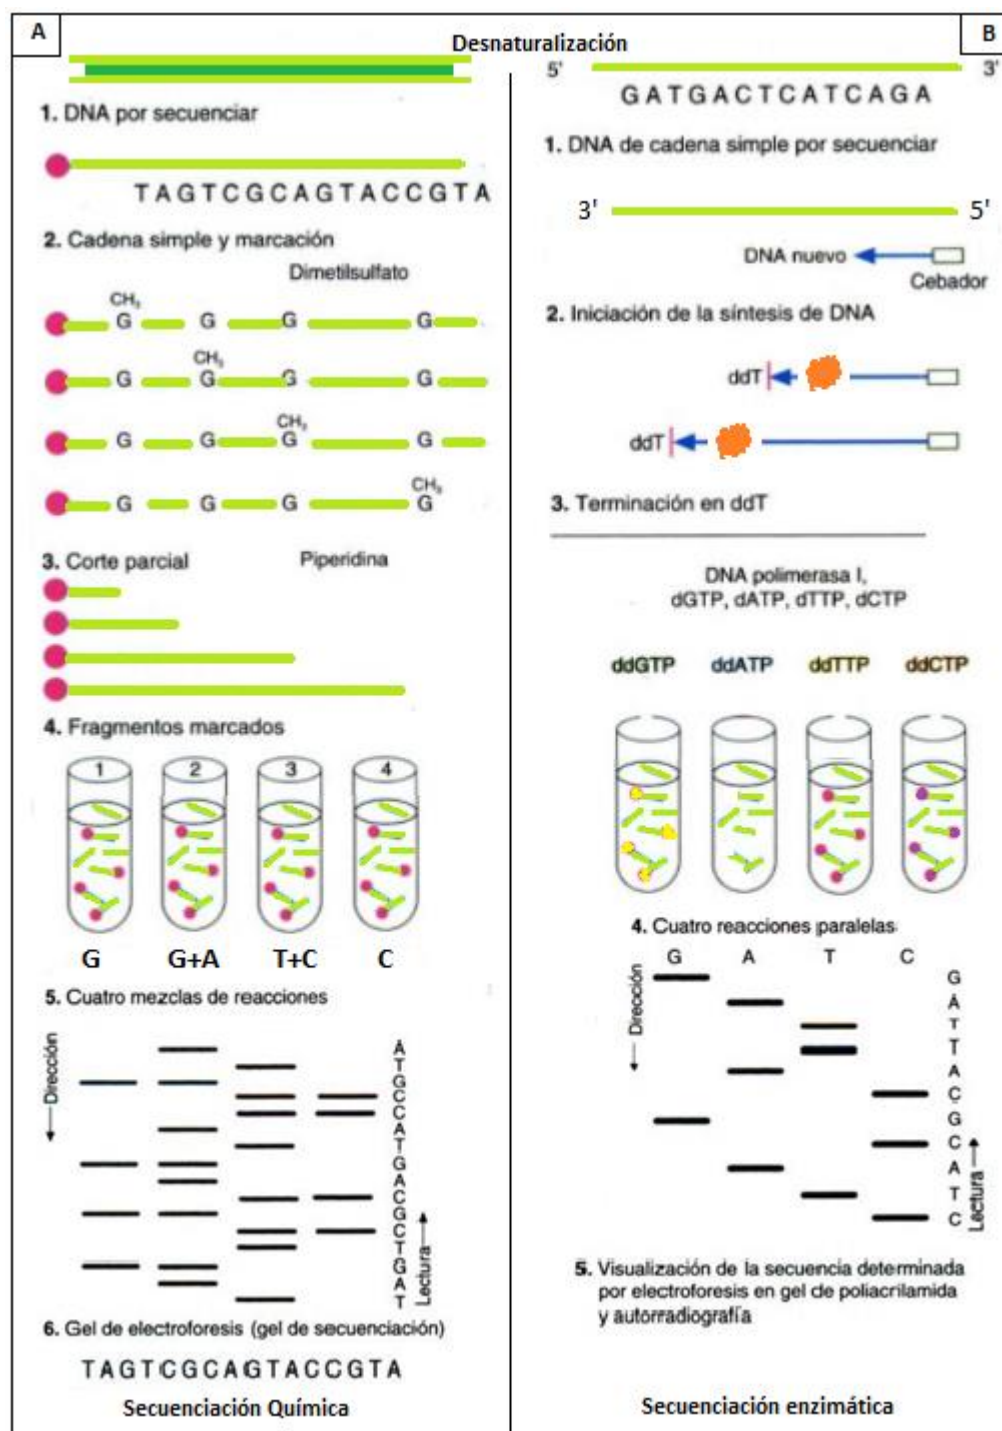 A
B
Desnaturalización
1. DNA por secuenciar
TAGTCGCAGTACCGTA
2. Cadena simple y marcación
Dimetilsulfato
CH₃
G G G G
CH₃
G G G G
CH₃
G G G G
CH₃
G G G G
3. Corte parcial Piperidina
4. Fragmentos marcados
1 2 3 4
G G+A T+C C
5. Cuatro mezclas de reacciones
Dirección
A
T
G
C
C
A
T
G
A
C
G
C
T
G
A
T
Lectura
6. Gel de electroforesis (gel de secuenciación)
TAGTCGCAGTACCGTA
Secuenciación Química
5' 3'
GATGACTCATCAGA
1. DNA de cadena simple por secuenciar
3' 5'
DNA nuevo
Cebador
2. Iniciación de la síntesis de DNA
ddT
ddT
3. Terminación en ddT
DNA polimerasa I,
dGTP, dATP, dTTP, dCTP
ddGTP ddATP ddTTP ddCTP
4. Cuatro reacciones paralelas
G A T C
Dirección
G
A
T
T
A
C
G
C
A
T
C
Lectura
5. Visualización de la secuencia determinada
por electroforesis en gel de poliacrilamida
y autorradiografía
Secuenciación enzimática